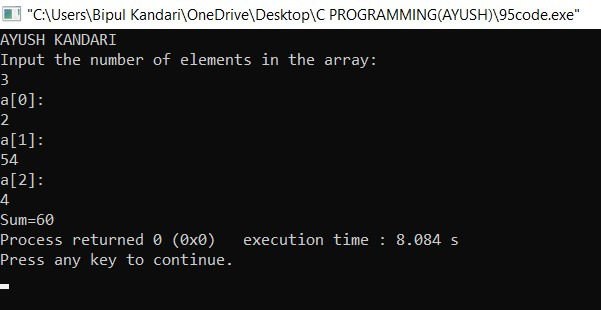 "C:\Users\Bipul Kandari\OneDrive\Desktop\C PROGRAMMING(AYUSH)\95code.exe"
AYUSH KANDARI
Input the number of elements in the array:
3
a[0]:
2
a[1]:
54
a[2]:
4
Sum=60
Process returned 0 (0x0)   execution time : 8.084 s
Press any key to continue.